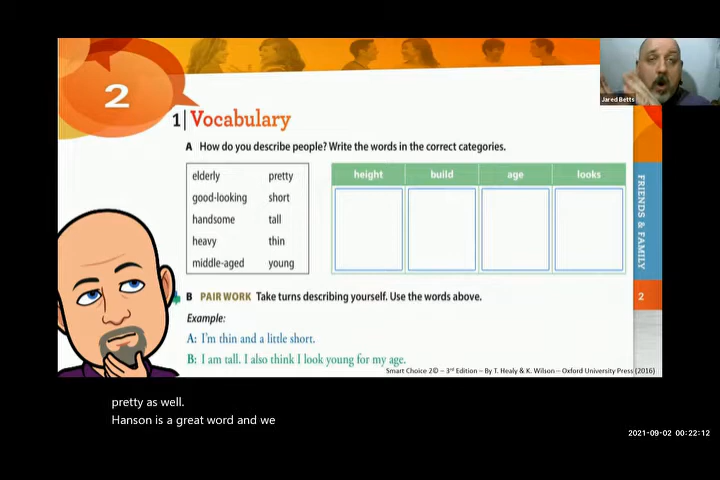 2
Jared Betts
1| Vocabulary
A How do you describe people? Write the words in the correct categories.
elderly pretty
good-looking short
handsome tall
heavy thin
middle-aged young
height build age looks
FRIENDS & FAMILY
2
B PAIR WORK Take turns describing yourself. Use the words above.
Example:
A: I'm thin and a little short.
B: I am tall. I also think I look young for my age.
Smart Choice 2© – 3rd Edition – By T. Healy & K. Wilson – Oxford University Press (2016)
pretty as well.
Hanson is a great word and we
2021-09-02 00:22:12